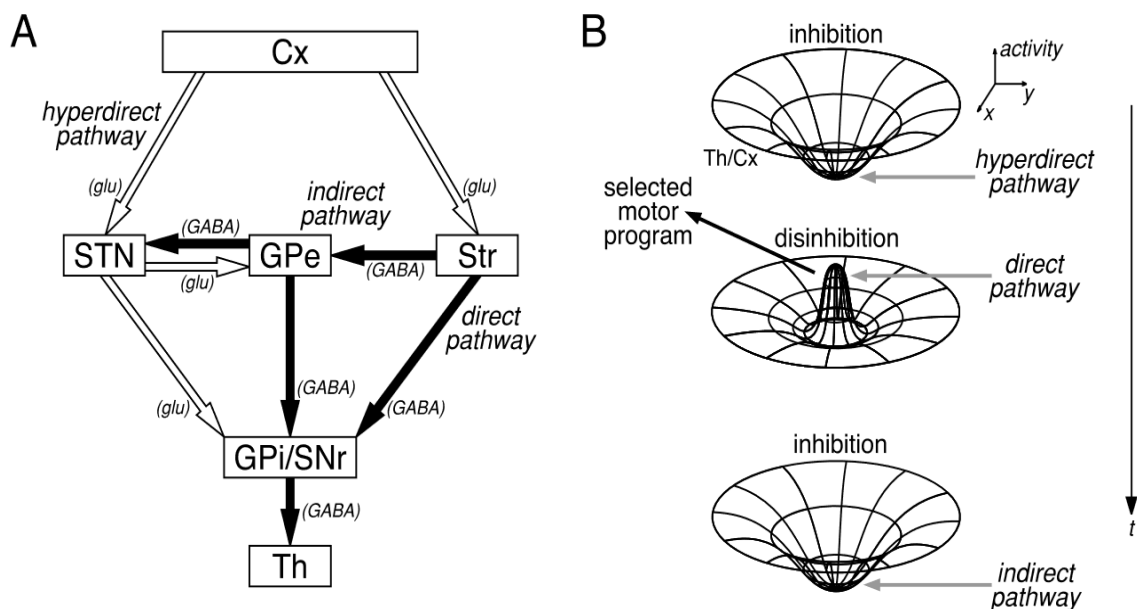 A
Cx
hyperdirect
pathway
(glu)
(glu)
indirect
pathway
(GABA)
STN
GPe
Str
(glu)
(GABA)
direct
pathway
(GABA)
(GABA)
(glu)
GPi/SNr
(GABA)
Th
B
inhibition
activity
y
x
Th/Cx
hyperdirect
pathway
selected
motor
program
disinhibition
direct
pathway
inhibition
t
indirect
pathway